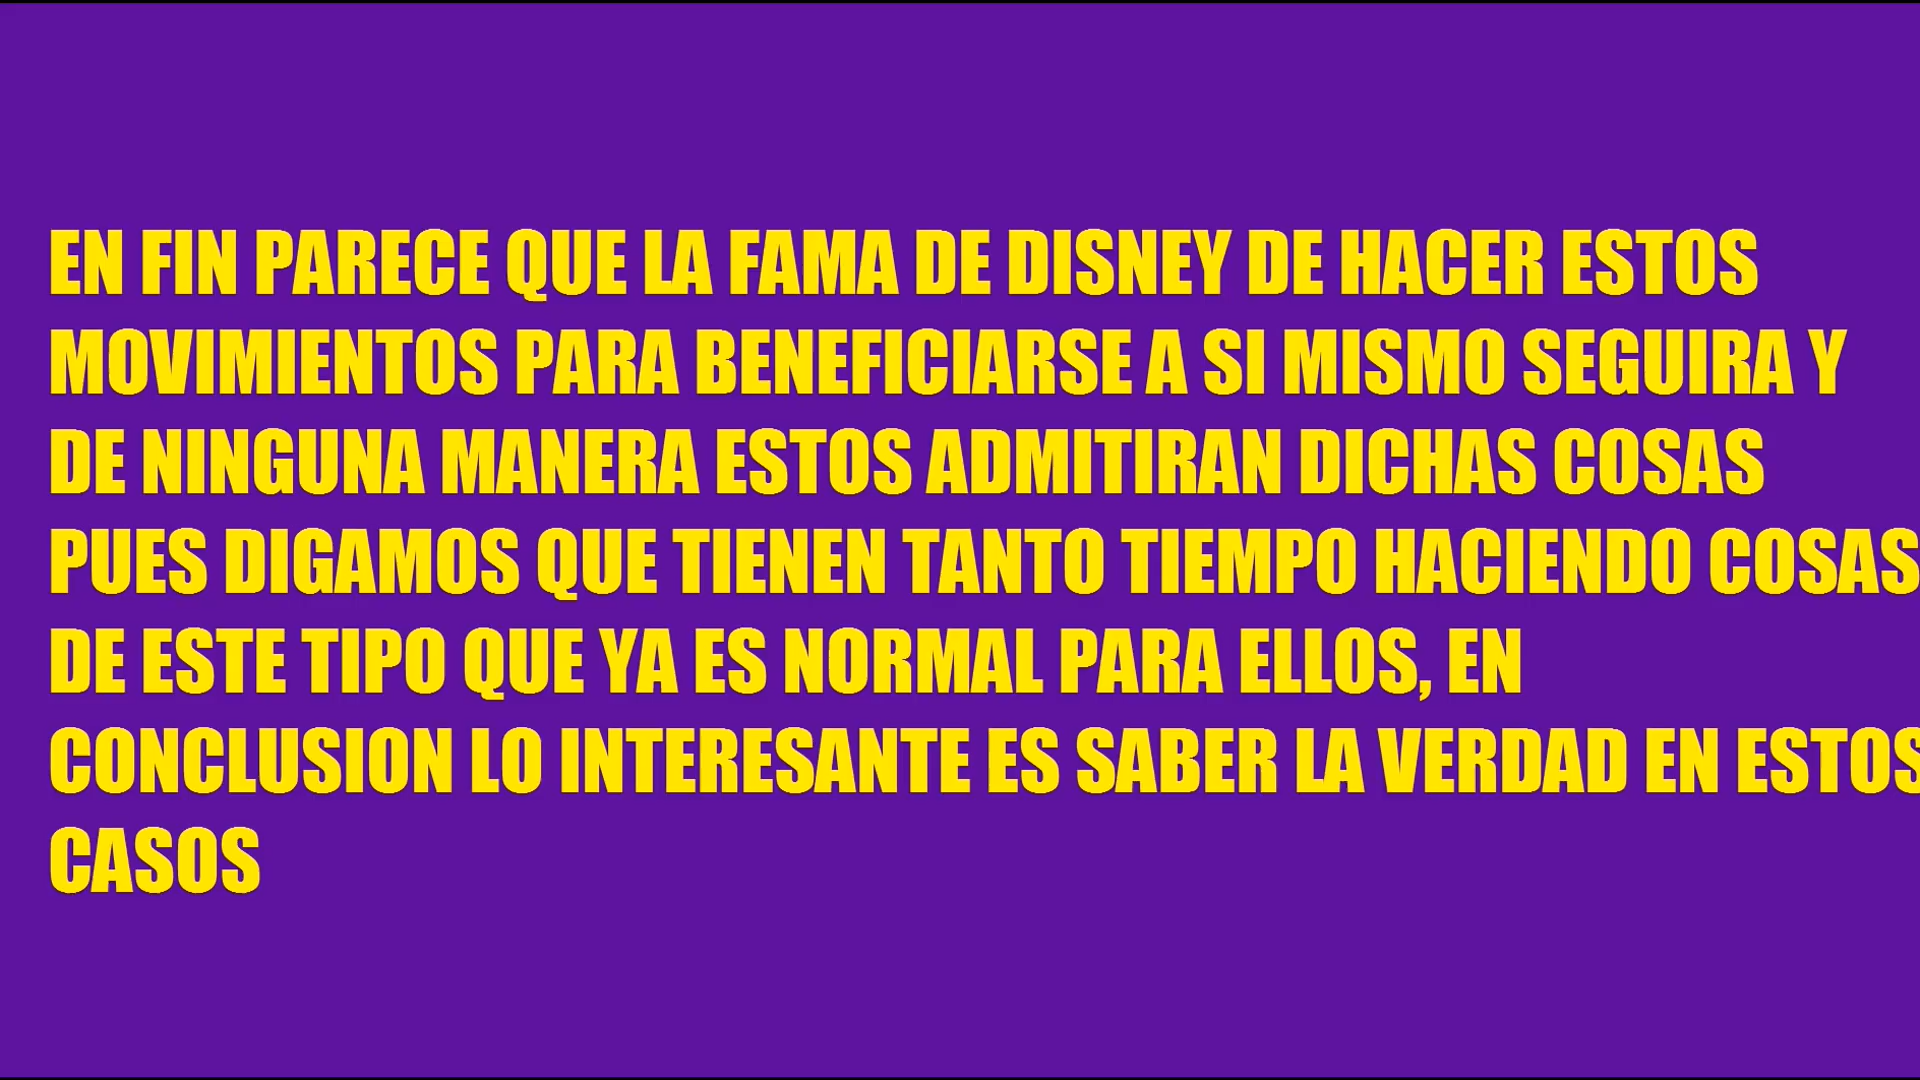 EN FIN PARECE QUE LA FAMA DE DISNEY DE HACER ESTOS
MOVIMIENTOS PARA BENEFICIARSE A SI MISMO SEGUIRA Y
DE NINGUNA MANERA ESTOS ADMITIRAN DICHAS COSAS
PUES DIGAMOS QUE TIENEN TANTO TIEMPO HACIENDO COSAS
DE ESTE TIPO QUE YA ES NORMAL PARA ELLOS, EN
CONCLUSION LO INTERESANTE ES SABER LA VERDAD EN ESTOS
CASOS